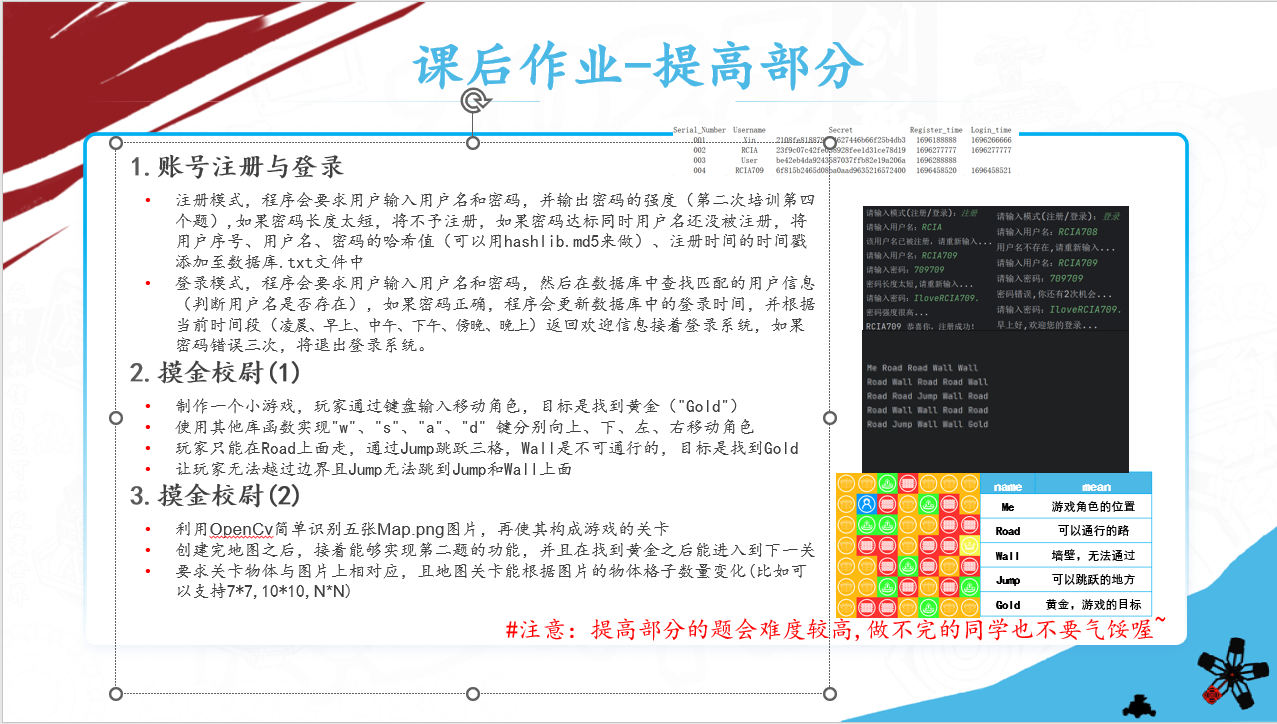 课后作业-提高部分
Serial_Number Username Secret Register_time Login_time
001 Xin 1696188888 1696266666
002 RCIA 1696277777 1696277777
003 User 1696288888
004 RCIA709 1696458520 1696458521
1.账号注册与登录
• 注册模式，程序会要求用户输入用户名和密码，并输出密码的强度（第二次培训第四
个题）,如果密码长度太短，将不予注册，如果密码达标同时用户名还没被注册，将
用户序号、用户名、密码的哈希值（可以用hashlib.md5来做）、注册时间的时间戳
添加至数据库.txt文件中
• 登录模式，程序会要求用户输入用户名和密码，然后在数据库中查找匹配的用户信息
（判断用户名是否存在），如果密码正确，程序会更新数据库中的登录时间，并根据
当前时间段（凌晨、早上、中午、下午、傍晚、晚上）返回欢迎信息接着登录系统，如果
密码错误三次，将退出登录系统。
2.摸金校尉(1)
• 制作一个小游戏，玩家通过键盘输入移动角色，目标是找到黄金（"Gold"）
• 使用其他库函数实现"w"、"s"、"a"、"d" 键分别向上、下、左、右移动角色
• 玩家只能在Road上面走，通过Jump跳跃三格，Wall是不可通行的，目标是找到Gold
• 让玩家无法越过边界且Jump无法跳到Jump和Wall上面
3.摸金校尉(2)
• 利用OpenCv简单识别五张Map.png图片，再使其构成游戏的关卡
• 创建完地图之后，接着能够实现第二题的功能，并且在找到黄金之后能进入到下一关
• 要求关卡物体与图片上相对应，且地图关卡能根据图片的物体格子数量变化(比如可
以支持7*7,10*10,N*N)
请输入模式(注册/登录)：注册
请输入用户名：RCIA
该用户名已被注册，请重新输入...
请输入用户名：RCIA709
请输入密码：709709
密码长度太短,请重新输入...
请输入密码：IloveRCIA709.
密码强度很高...
RCIA709 恭喜你，注册成功!
请输入模式(注册/登录)：登录
请输入用户名：RCIA708
用户名不存在,请重新输入...
请输入用户名：RCIA709
请输入密码：709709
密码错误,你还有2次机会...
请输入密码：IloveRCIA709.
早上好,欢迎您的登录...
Me Road Road Wall Wall
Road Wall Road Road Wall
Road Road Jump Wall Road
Road Wall Wall Road Road
Road Jump Wall Wall Gold
name mean
Me 游戏角色的位置
Road 可以通行的路
Wall 墙壁，无法通过
Jump 可以跳跃的地方
Gold 黄金，游戏的目标
#注意：提高部分的题会难度较高,做不完的同学也不要气馁喔~